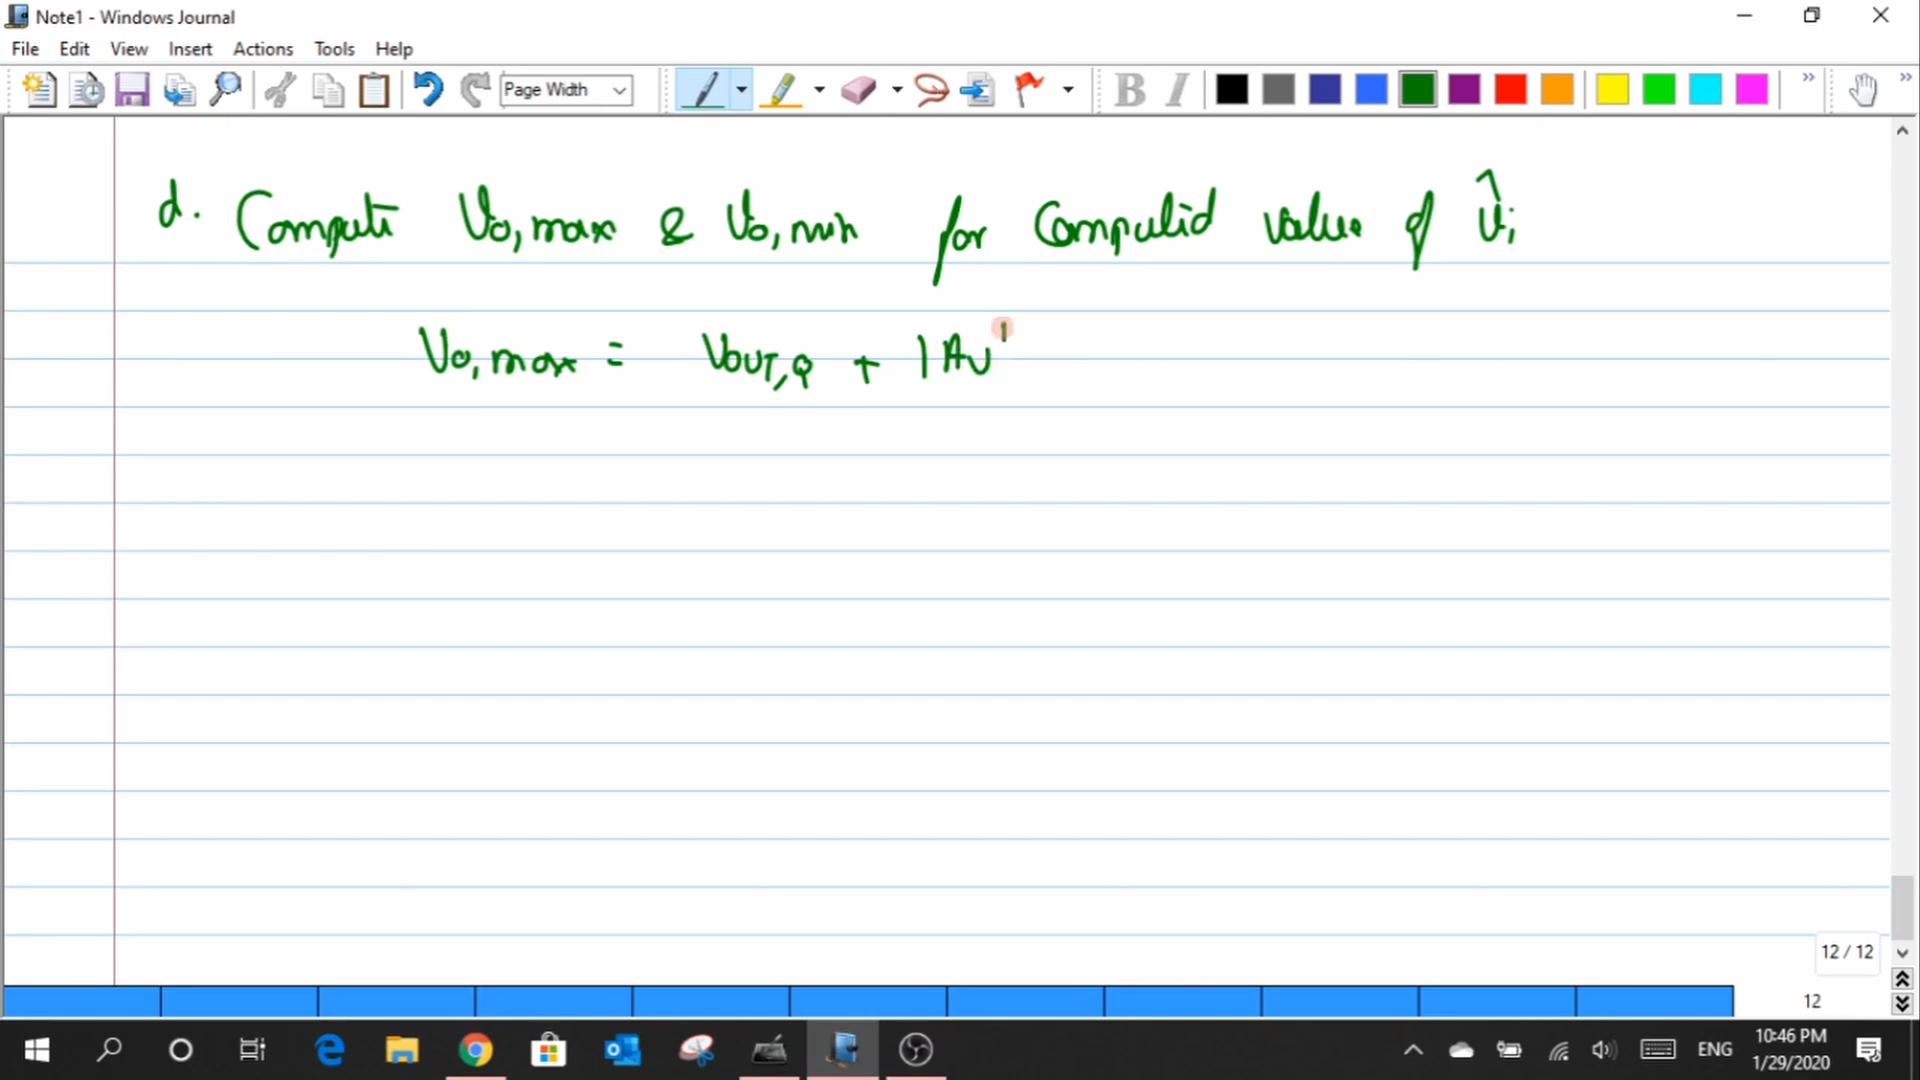 Note1 - Windows Journal
File Edit View Insert Actions Tools Help
Page Width
B I
d. Compute Vo,max & Vo,min for Computed value of v̂i
Vo,max = VOUT,Q + |Av|
12 / 12
12
ENG
10:46 PM
1/29/2020